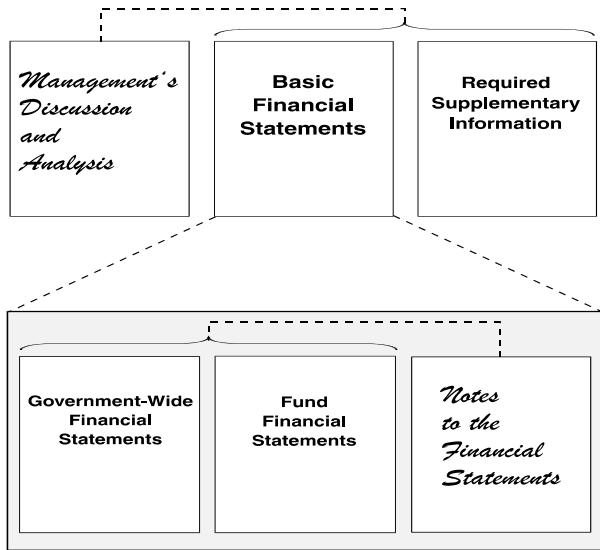 Management's
Discussion
and
Analysis
Basic
Financial
Statements
Required
Supplementary
Information
Government-Wide
Financial
Statements
Fund
Financial
Statements
Notes
to the
Financial
Statements